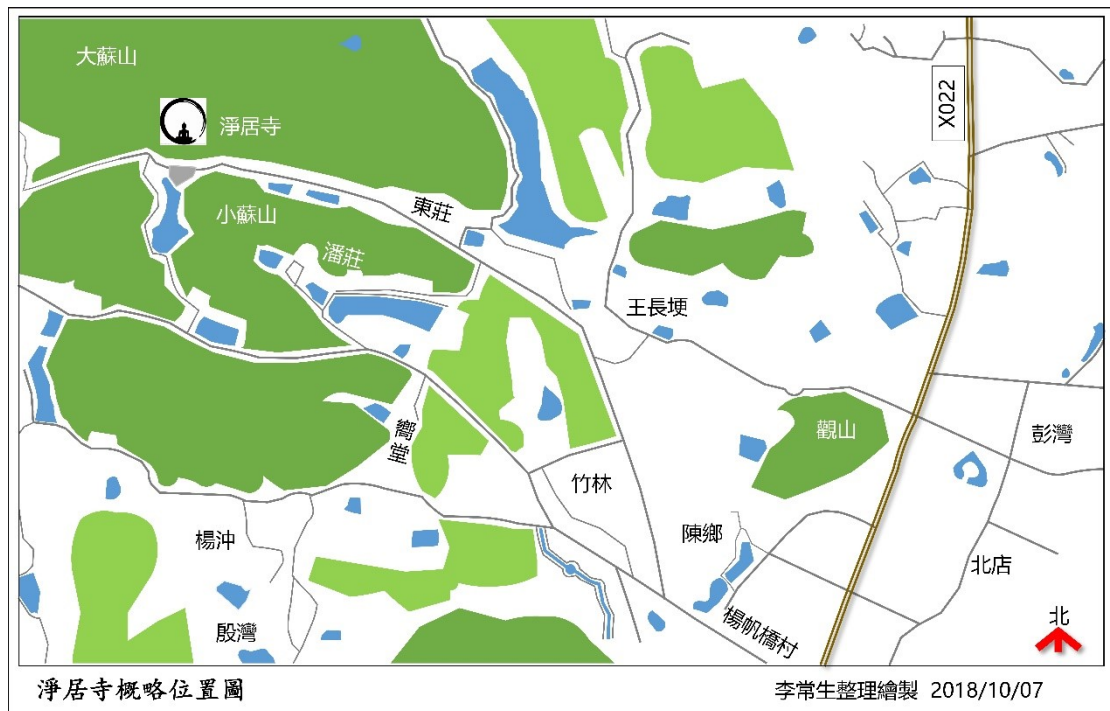 大蘇山
淨居寺
X022
小蘇山
東莊
潘莊
王長埂
嚮堂
觀山
彭灣
竹林
楊沖
陳鄉
北店
殷灣
楊帆橋村
北
淨居寺概略位置圖
李常生整理繪製 2018/10/07